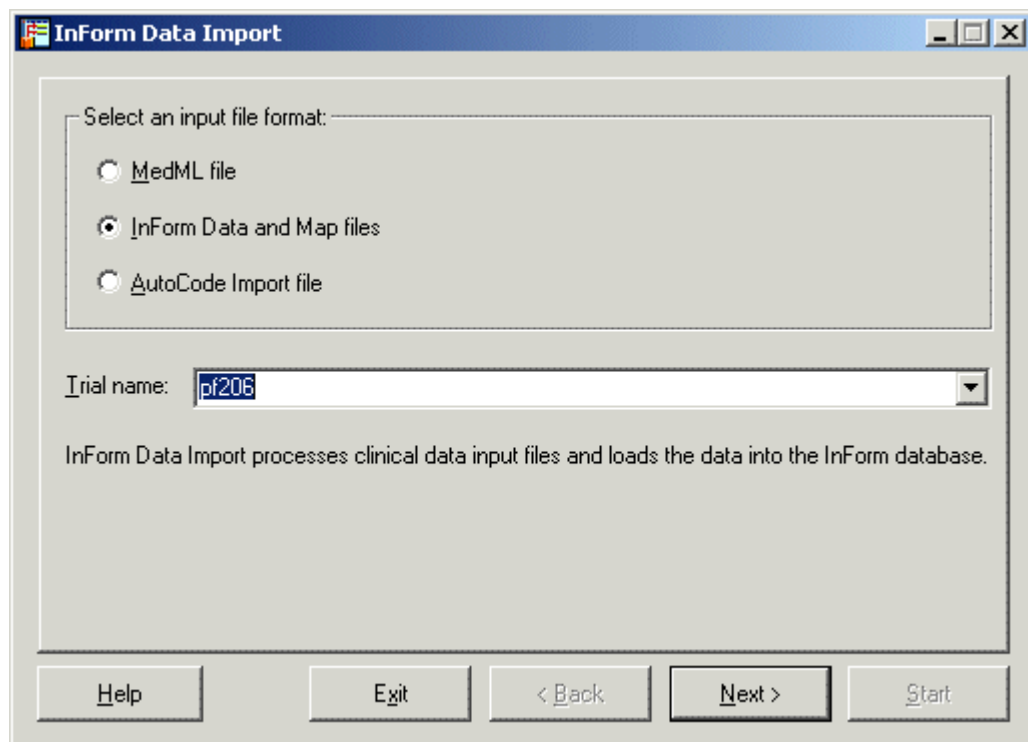 InForm Data Import
Select an input file format:
MedML file
InForm Data and Map files
AutoCode Import file
Trial name: pf206
InForm Data Import processes clinical data input files and loads the data into the InForm database.
Help Exit < Back Next > Start